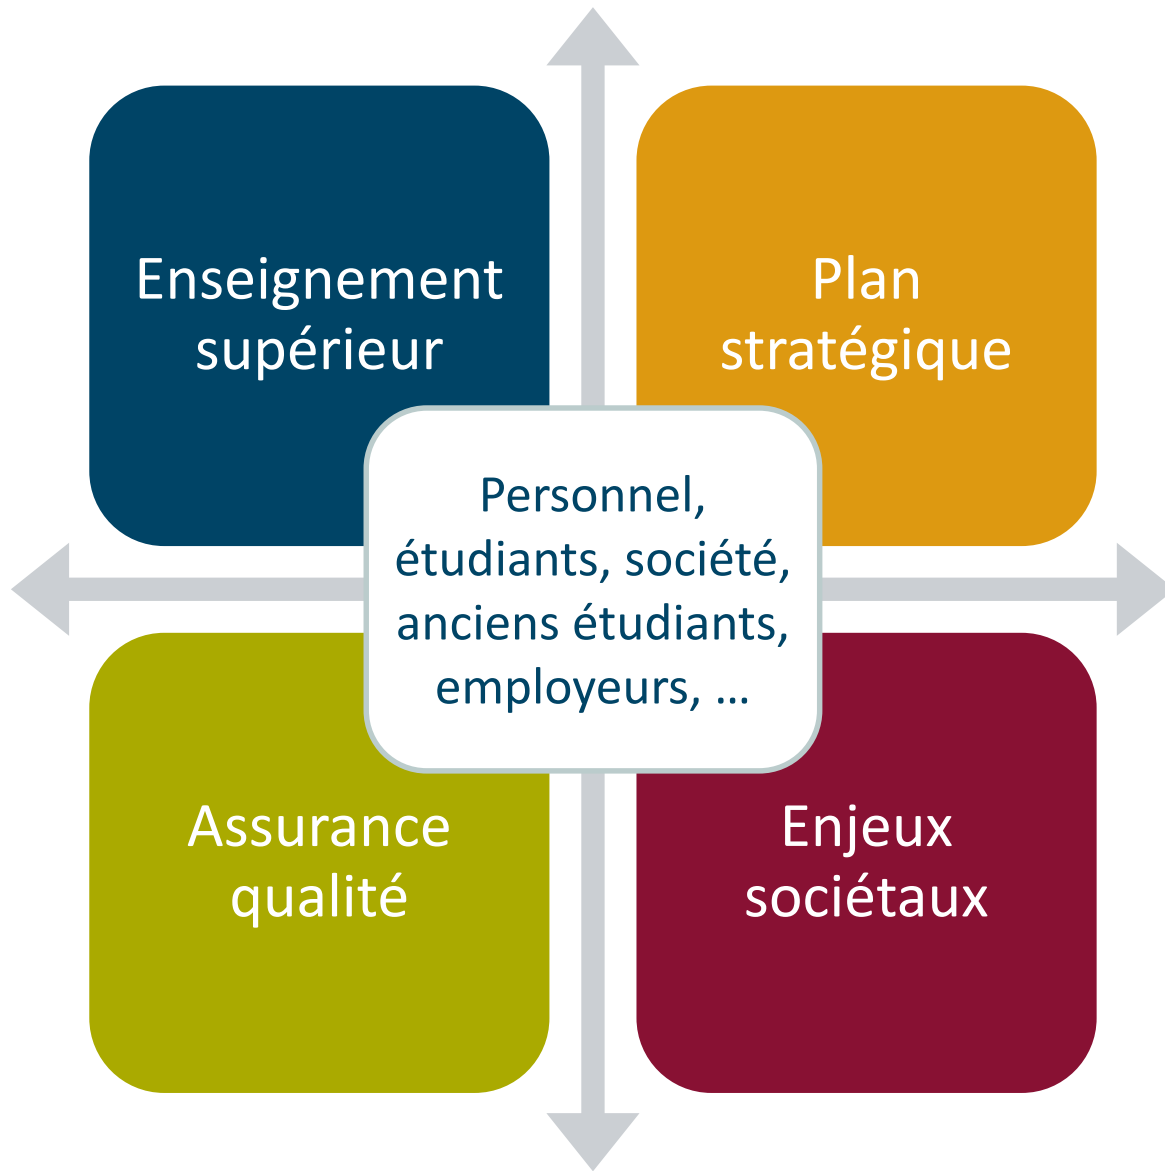 Enseignement
supérieur
Plan
stratégique
Personnel,
étudiants, société,
anciens étudiants,
employeurs, ...
Assurance
qualité
Enjeux
sociétaux